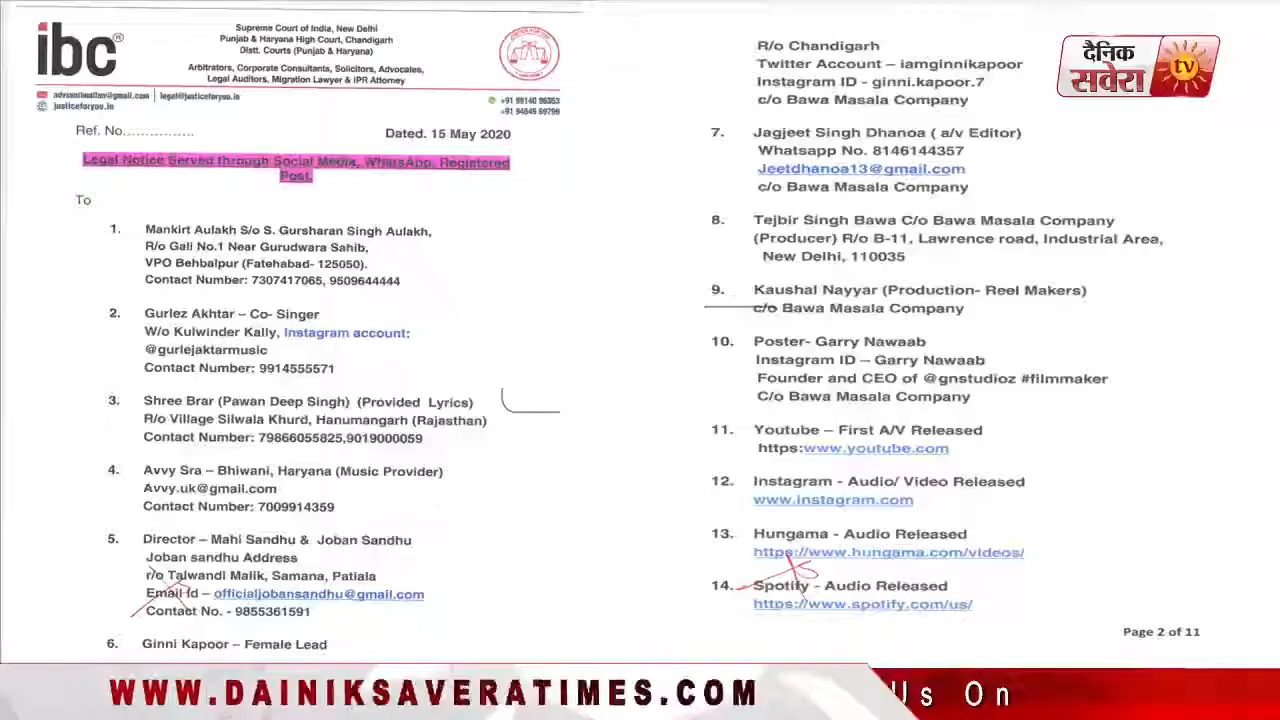 ibc®
Supreme Court of India, New Delhi
Punjab & Haryana High Court, Chandigarh
Distt. Courts (Punjab & Haryana)
Arbitrators, Corporate Consultants, Solicitors, Advocates,
Legal Auditors, Migration Lawyer & IPR Attorney
legal@justiceforyou.in
justiceforyou.in
Ref. No................
Dated. 15 May 2020
Legal Notice Served through Social Media, WhatsApp, Registered
Post.
To
1. Mankirt Aulakh S/o S. Gursharan Singh Aulakh,
R/o Gali No.1 Near Gurudwara Sahib,
VPO Behbalpur (Fatehabad- 125050).
Contact Number: 7307417065, 9509644444
2. Gurlez Akhtar – Co- Singer
W/o Kulwinder Kally, Instagram account:
@gurlejaktarmusic
Contact Number: 9914555571
3. Shree Brar (Pawan Deep Singh) (Provided Lyrics)
R/o Village Silwala Khurd, Hanumangarh (Rajasthan)
Contact Number: 79866055825,9019000059
4. Avvy Sra – Bhiwani, Haryana (Music Provider)
Avvy.uk@gmail.com
Contact Number: 7009914359
5. Director – Mahi Sandhu & Joban Sandhu
Joban sandhu Address
r/o Talwandi Malik, Samana, Patiala
Email Id – officialjobansandhu@gmail.com
Contact No. - 9855361591
6. Ginni Kapoor – Female Lead
R/o Chandigarh
Twitter Account – iamginnikapoor
Instagram ID - ginni.kapoor.7
c/o Bawa Masala Company
7. Jagjeet Singh Dhanoa ( a/v Editor)
Whatsapp No. 8146144357
Jeetdhanoa13@gmail.com
c/o Bawa Masala Company
8. Tejbir Singh Bawa C/o Bawa Masala Company
(Producer) R/o B-11, Lawrence road, Industrial Area,
New Delhi, 110035
9. Kaushal Nayyar (Production- Reel Makers)
c/o Bawa Masala Company
10. Poster- Garry Nawaab
Instagram ID – Garry Nawaab
Founder and CEO of @gnstudioz #filmmaker
C/o Bawa Masala Company
11. Youtube – First A/V Released
https:www.youtube.com
12. Instagram - Audio/ Video Released
www.instagram.com
13. Hungama - Audio Released
https://www.hungama.com/videos/
14. Spotify - Audio Released
https://www.spotify.com/us/
Page 2 of 11
दैनिक
सवेरा
tv
WWW.DAINIKSAVERATIMES.COM
Us On